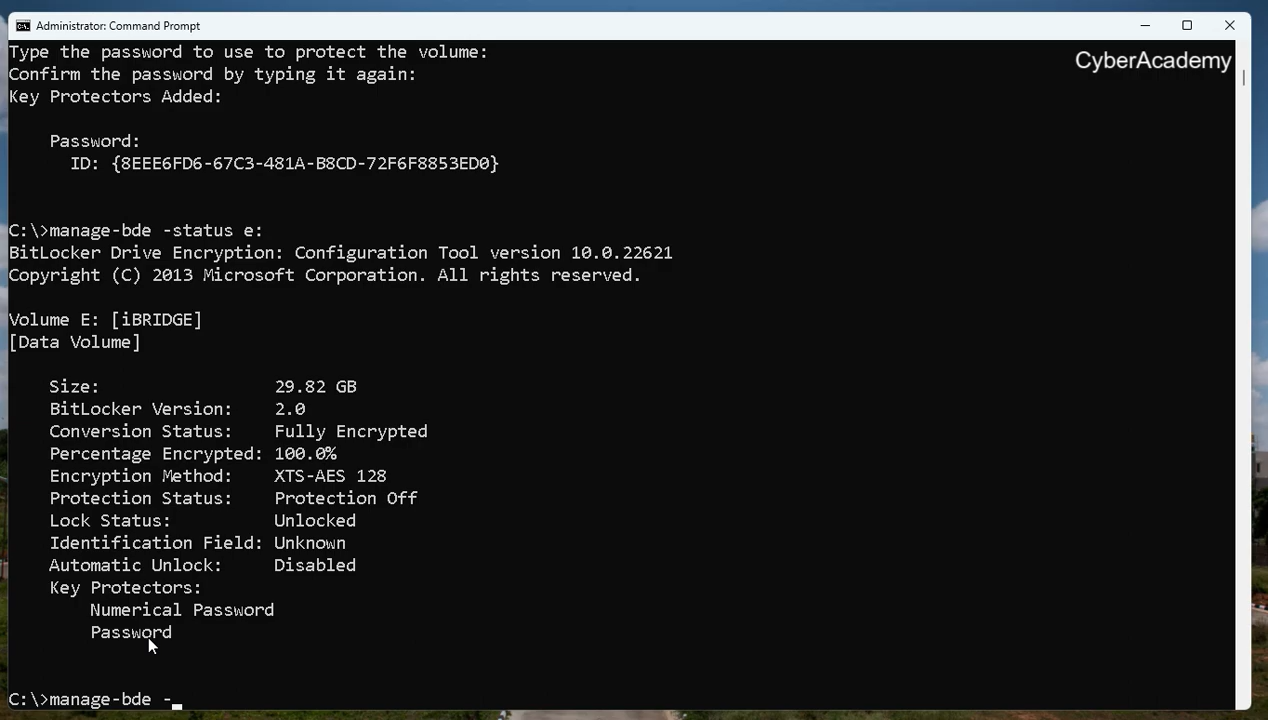 Administrator: Command Prompt
Type the password to use to protect the volume:
CyberAcademy
Confirm the password by typing it again:
Key Protectors Added:
Password:
ID: {8EEE6FD6-67C3-481A-B8CD-72F6F8853ED0}
C:\>manage-bde -status e:
BitLocker Drive Encryption: Configuration Tool version 10.0.22621
Copyright (C) 2013 Microsoft Corporation. All rights reserved.
Volume E: [iBRIDGE]
[Data Volume]
Size: 29.82 GB
BitLocker Version: 2.0
Conversion Status: Fully Encrypted
Percentage Encrypted: 100.0%
Encryption Method: XTS-AES 128
Protection Status: Protection Off
Lock Status: Unlocked
Identification Field: Unknown
Automatic Unlock: Disabled
Key Protectors:
Numerical Password
Password
C:\>manage-bde -_